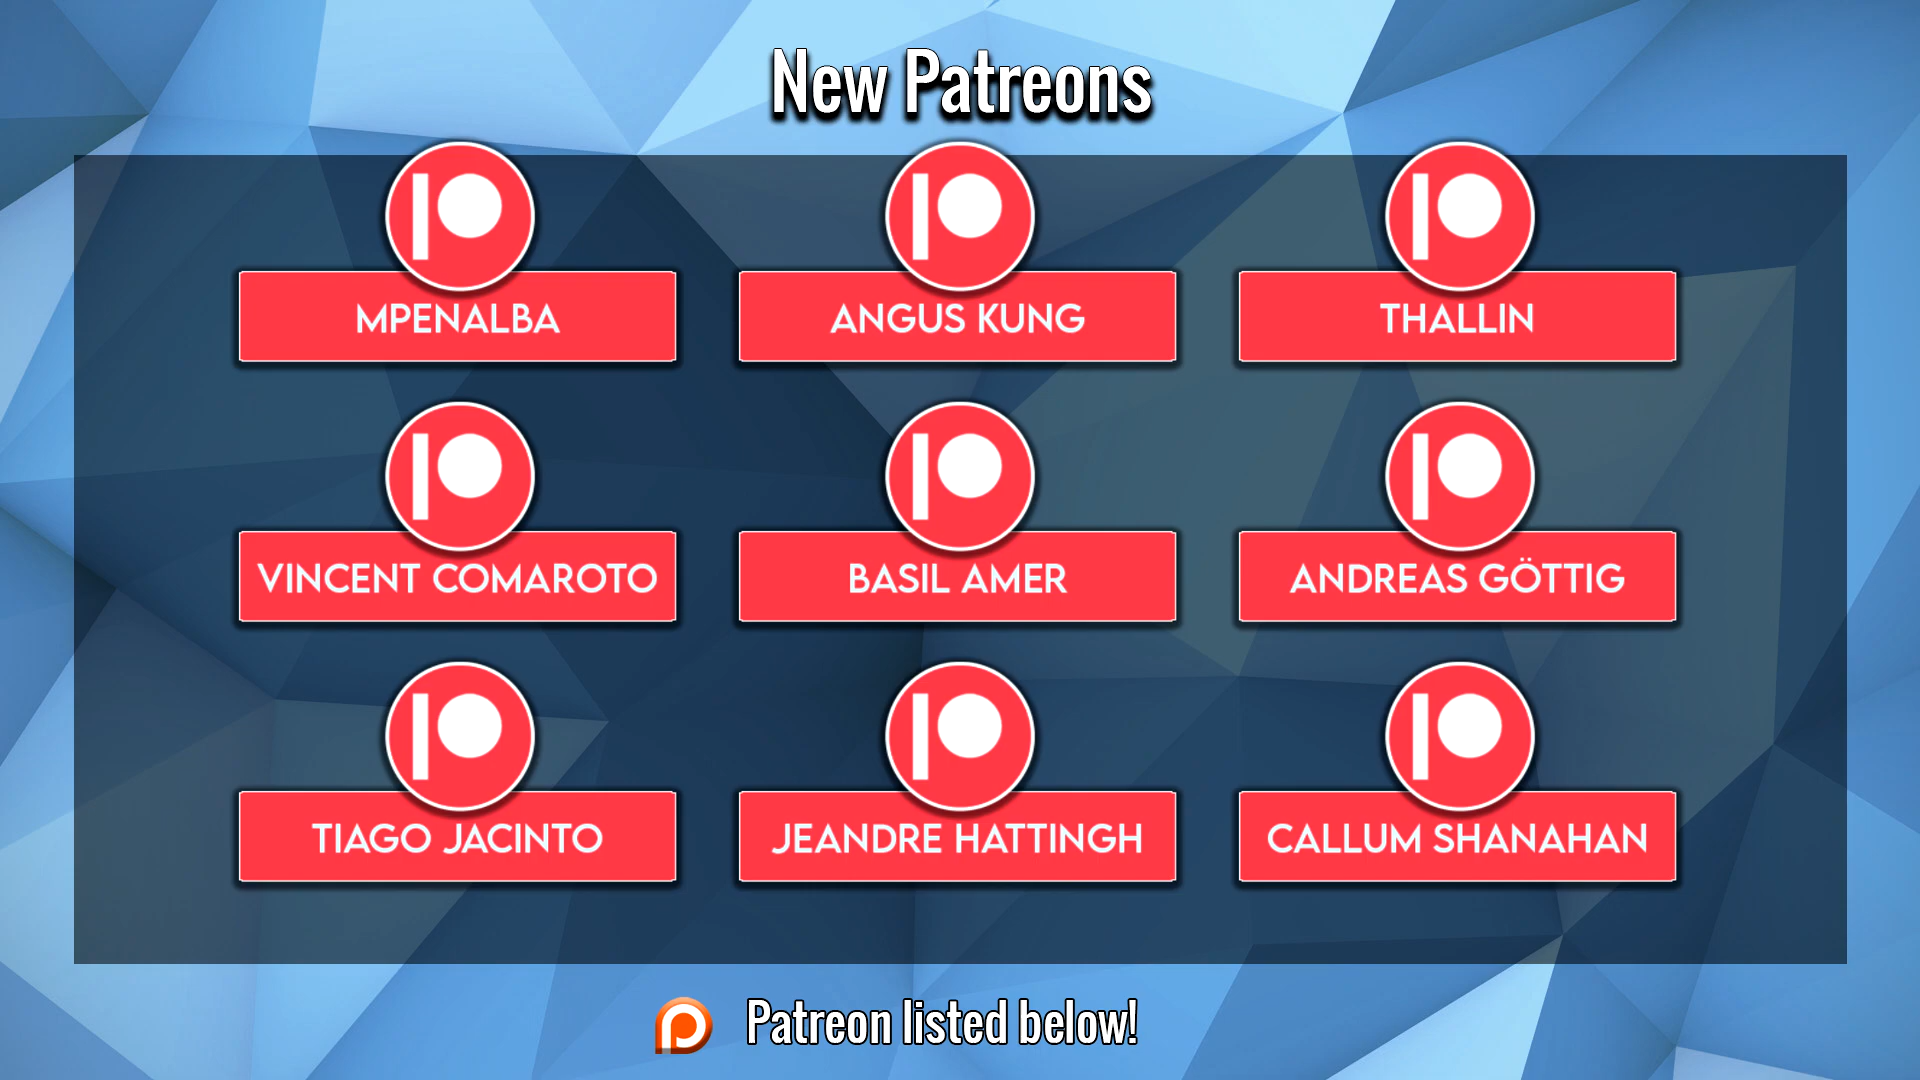 New Patreons
MPENALBA
ANGUS KUNG
THALLIN
VINCENT COMAROTO
BASIL AMER
ANDREAS GÖTTIG
TIAGO JACINTO
JEANDRE HATTINGH
CALLUM SHANAHAN
Patreon listed below!